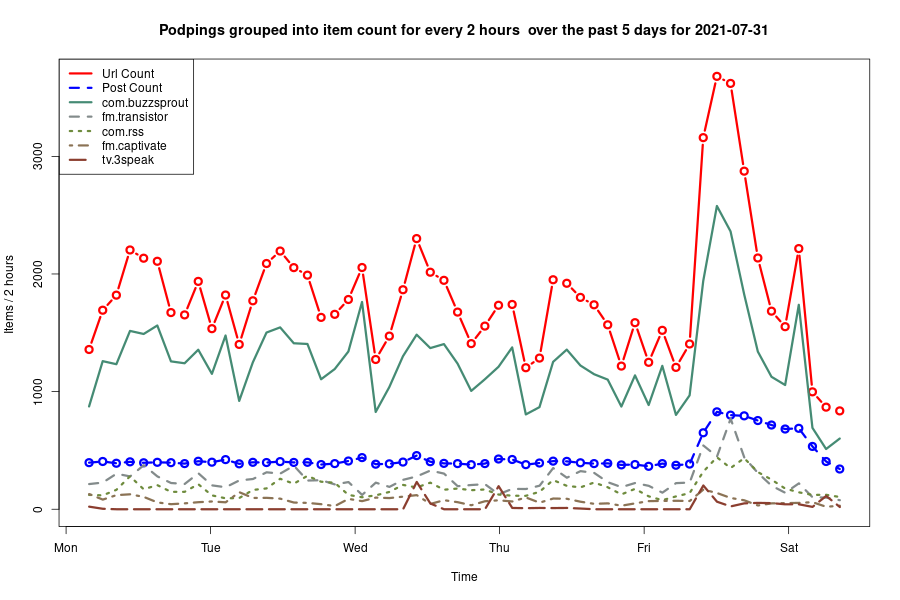 Podpings grouped into item count for every 2 hours  over the past 5 days for 2021-07-31
Url Count
Post Count
com.buzzsprout
fm.transistor
com.rss
fm.captivate
tv.3speak
Items / 2 hours
3000
2000
1000
0
Mon Tue Wed Thu Fri Sat
Time